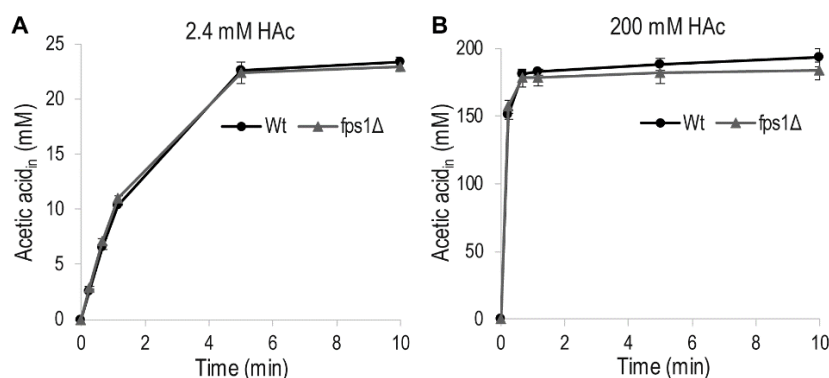 A
2.4 mM HAc
Acetic acid_in (mM)
25
20
15
10
5
0
Wt
fps1Δ
0
2
4
6
8
10
Time (min)
B
200 mM HAc
Acetic acid_in (mM)
200
150
100
50
0
Wt
fps1Δ
0
2
4
6
8
10
Time (min)